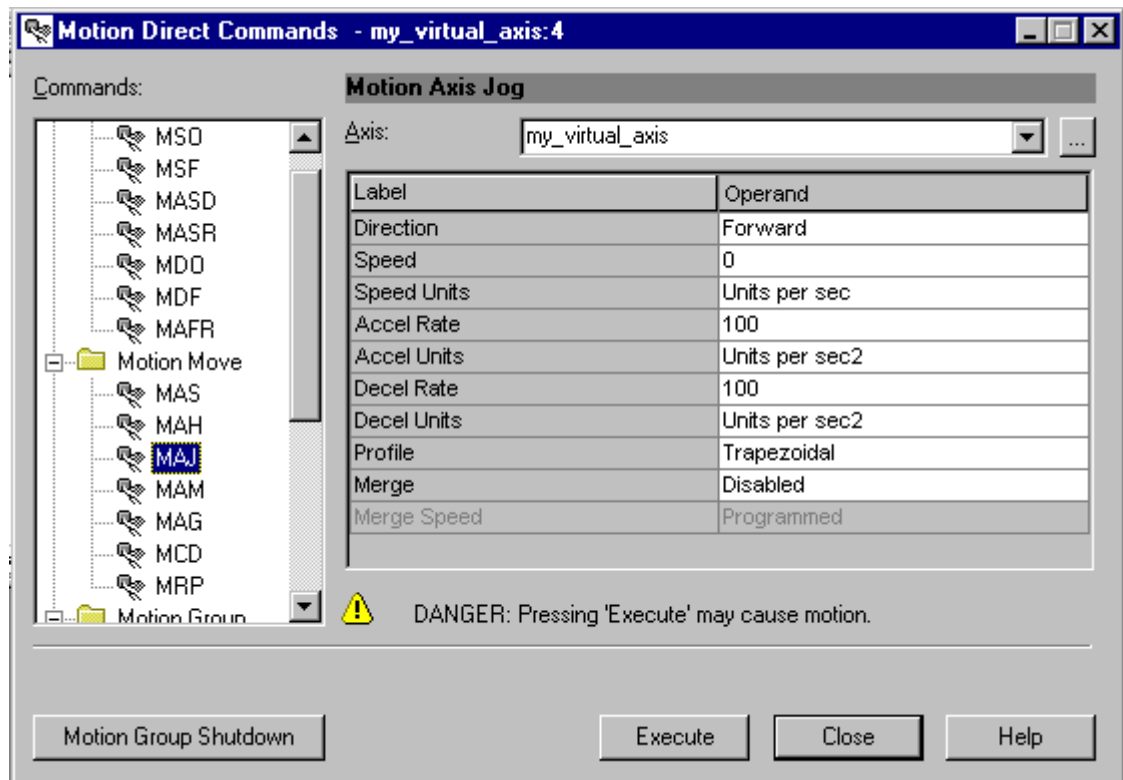 Motion Direct Commands - my_virtual_axis:4
Commands:
MSO
MSF
MASD
MASR
MDO
MDF
MAFR
Motion Move
MAS
MAH
MAJ
MAM
MAG
MCD
MRP
Motion Group
Motion Axis Jog
Axis: my_virtual_axis ...
Label Operand
Direction Forward
Speed 0
Speed Units Units per sec
Accel Rate 100
Accel Units Units per sec2
Decel Rate 100
Decel Units Units per sec2
Profile Trapezoidal
Merge Disabled
Merge Speed Programmed
DANGER: Pressing 'Execute' may cause motion.
Motion Group Shutdown Execute Close Help